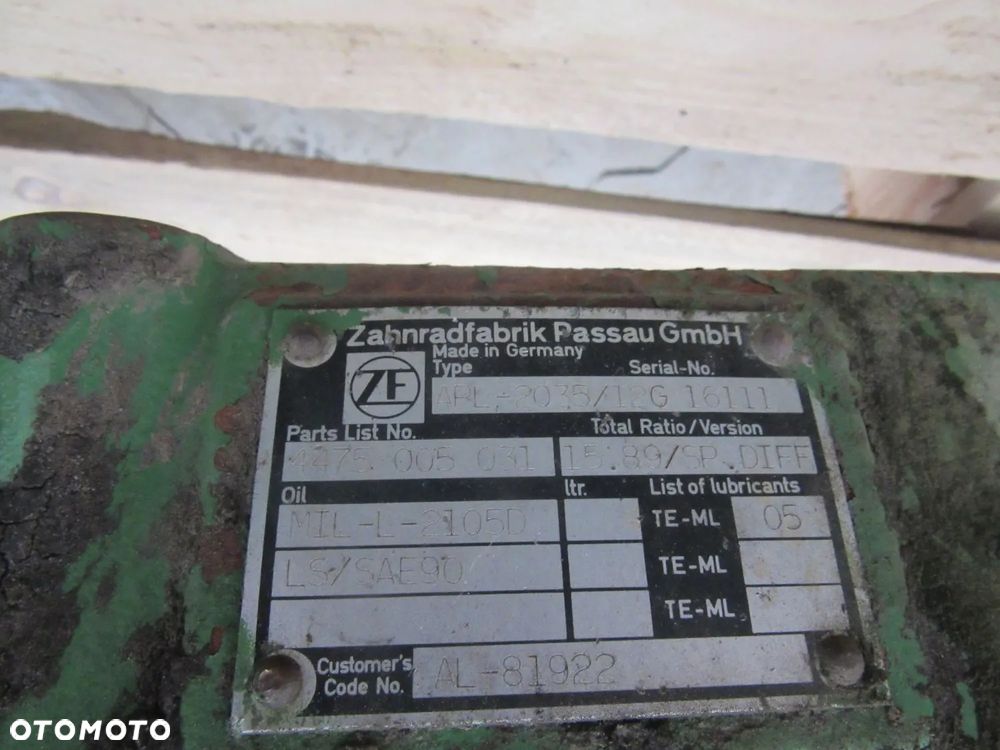 Zahnradfabrik Passau GmbH
Made in Germany
Type Serial-No.
ZF
APL-2035/12G 16111
Parts List No. Total Ratio/Version
4475 005 031 15.89/SP.DIFF
Oil ltr. List of lubricants
MIL-L-2105D TE-ML 05
LS/SAE90 TE-ML
TE-ML
Customer's
Code No. AL-81922
OTOMOTO